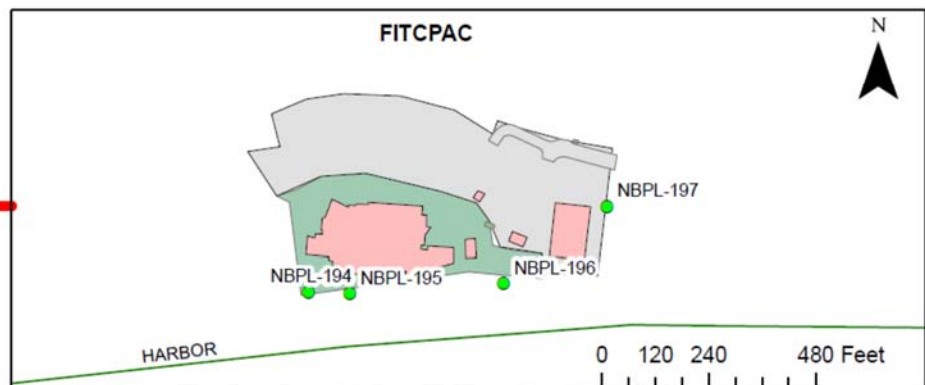 FITCPAC
N
NBPL-197
NBPL-194
NBPL-195
NBPL-196
HARBOR
0 120 240 480 Feet